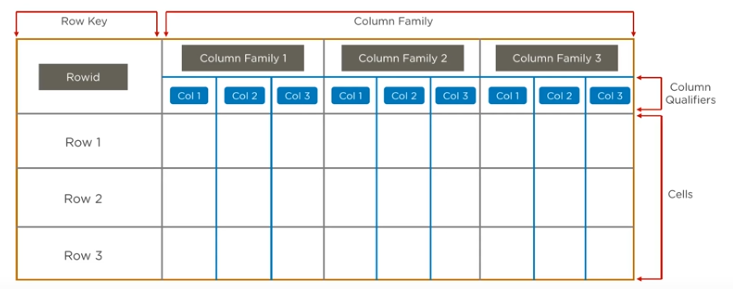 Row Key
Column Family
Rowid
Column Family 1
Column Family 2
Column Family 3
Col 1
Col 2
Col 3
Col 1
Col 2
Col 3
Col 1
Col 2
Col 3
Column
Qualifiers
Row 1
Row 2
Cells
Row 3